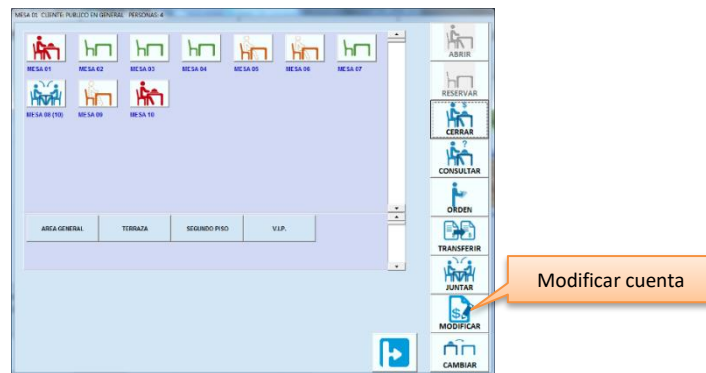 MESA 01 CLIENTE: PUBLICO EN GENERAL PERSONAS: 4
MESA 01 MESA 02 MESA 03 MESA 04 MESA 05 MESA 06 MESA 07
MESA 08 (10) MESA 09 MESA 10
AREA GENERAL TERRAZA SEGUNDO PISO V.I.P.
ABRIR
RESERVAR
CERRAR
CONSULTAR
ORDEN
TRANSFERIR
JUNTAR
MODIFICAR
CAMBIAR
Modificar cuenta